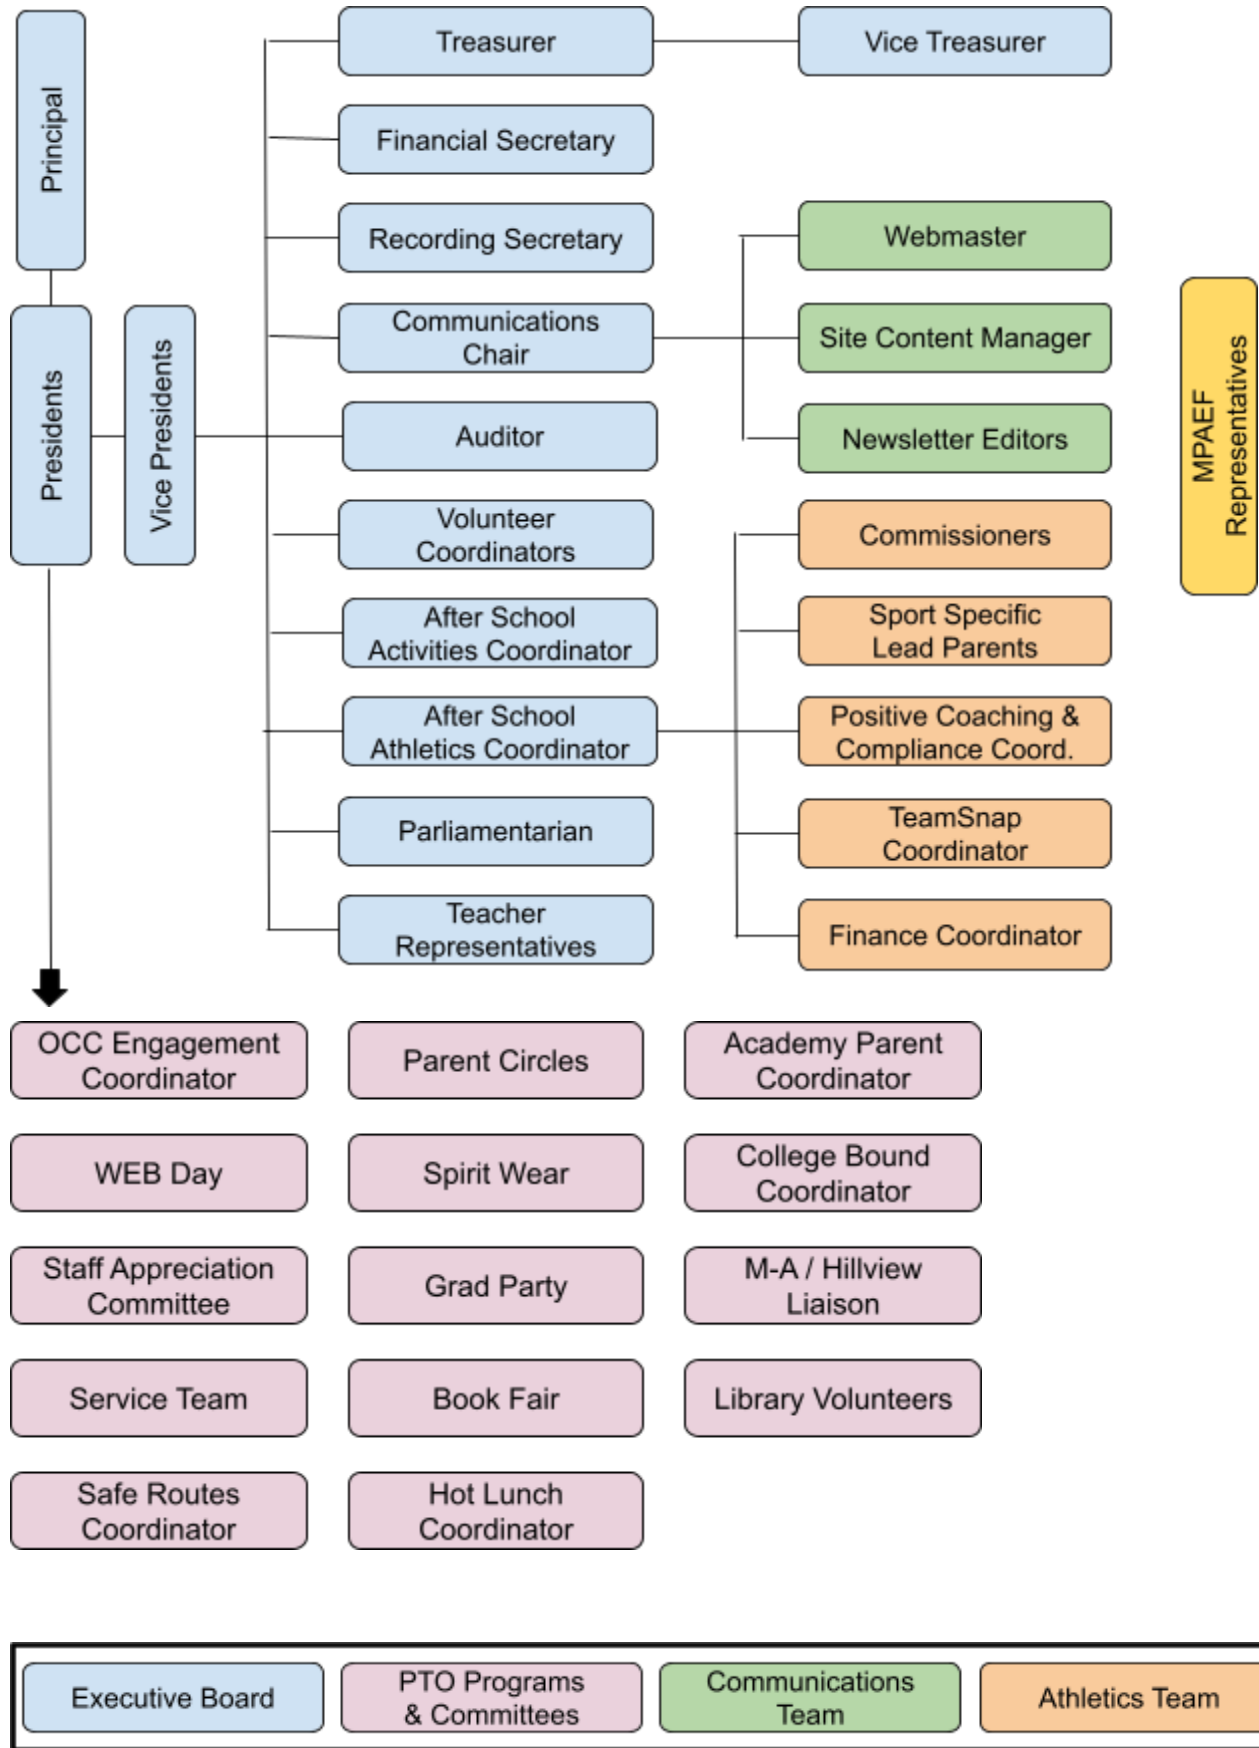 Principal
Presidents
Vice Presidents
Treasurer
Vice Treasurer
Financial Secretary
Recording Secretary
Communications
Chair
Webmaster
Site Content Manager
Newsletter Editors
Auditor
Volunteer
Coordinators
After School
Activities Coordinator
After School
Athletics Coordinator
Commissioners
Sport Specific
Lead Parents
Positive Coaching &
Compliance Coord.
TeamSnap
Coordinator
Finance Coordinator
Parliamentarian
Teacher
Representatives
MPAEF
Representatives
OCC Engagement
Coordinator
Parent Circles
Academy Parent
Coordinator
WEB Day
Spirit Wear
College Bound
Coordinator
Staff Appreciation
Committee
Grad Party
M-A / Hillview
Liaison
Service Team
Book Fair
Library Volunteers
Safe Routes
Coordinator
Hot Lunch
Coordinator
Executive Board
PTO Programs
& Committees
Communications
Team
Athletics Team